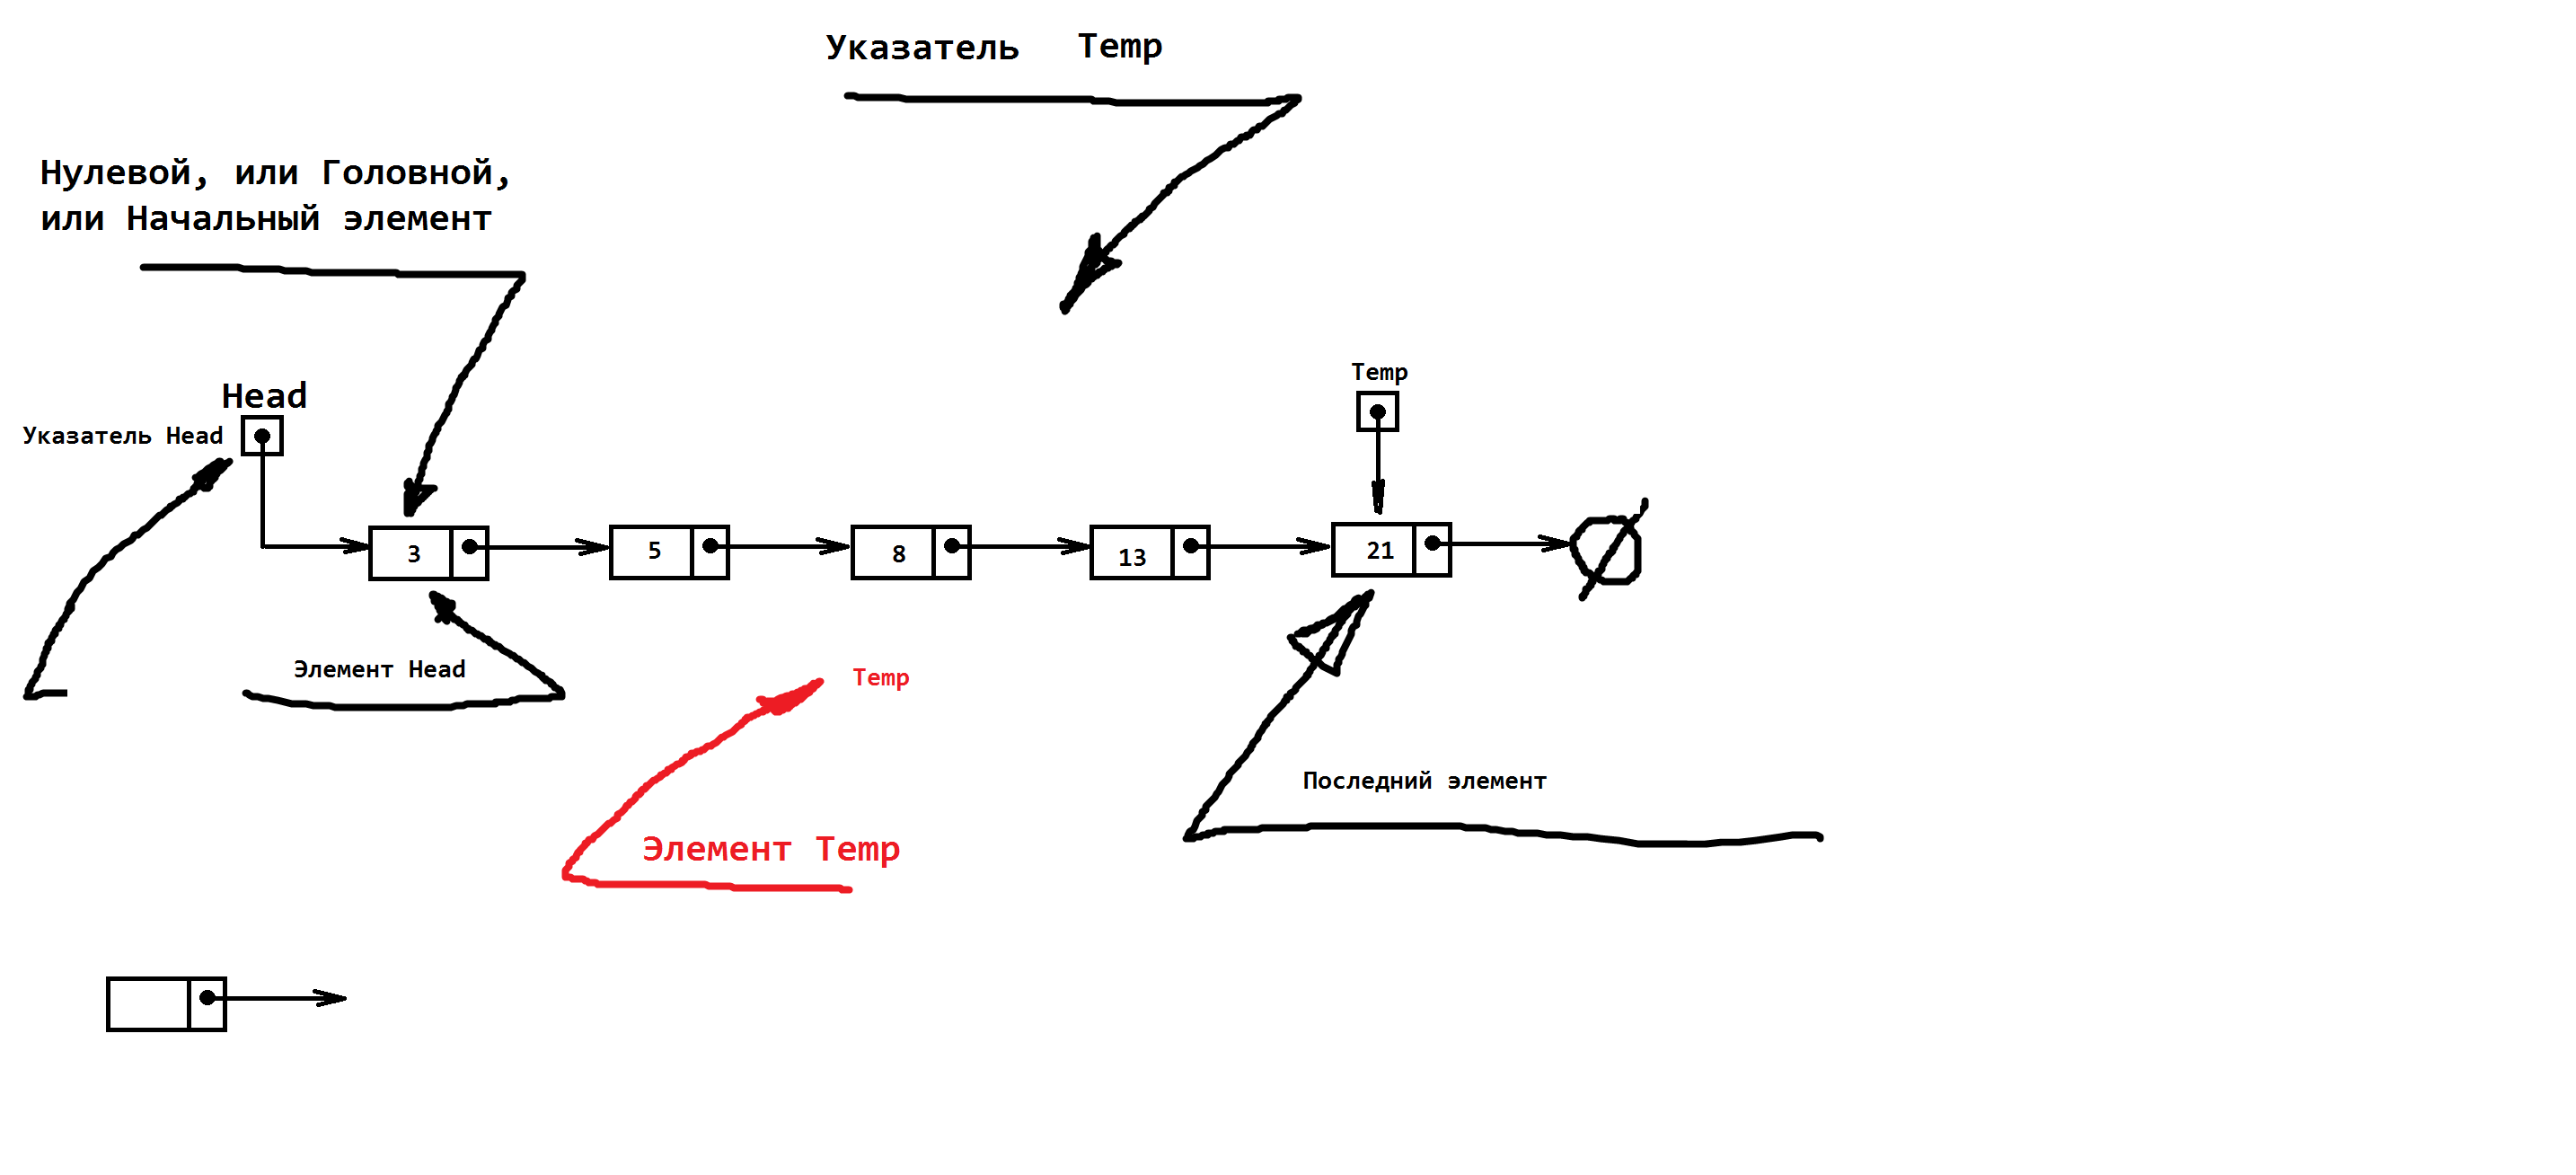 Указатель Temp
Нулевой, или Головной,
или Начальный элемент
Temp
Head
Указатель Head
3
5
8
13
21
Элемент Head
Temp
Последний элемент
Элемент Temp